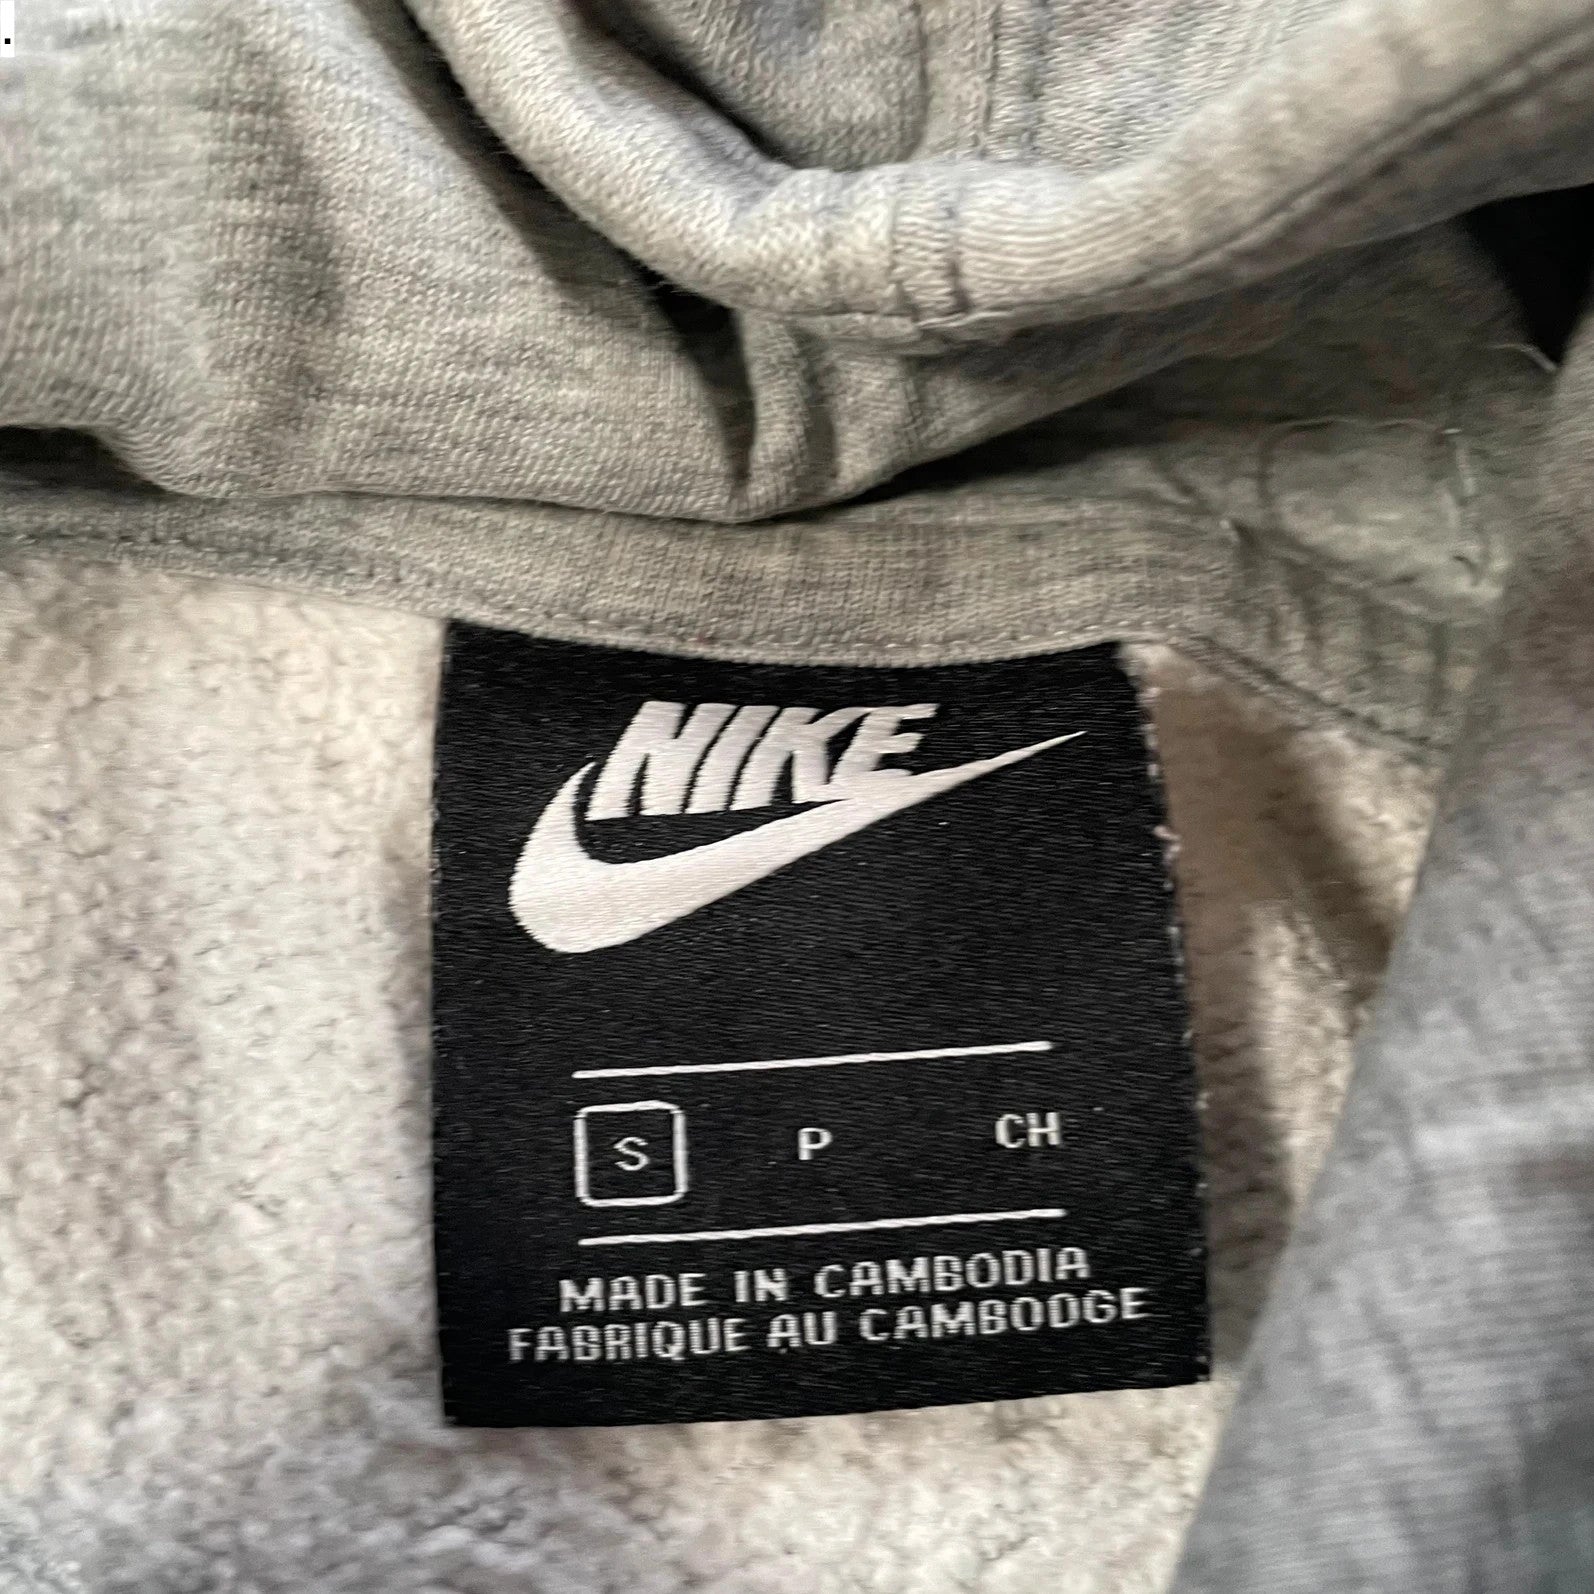 .
NIKE
S P CH
MADE IN CAMBODIA
FABRIQUE AU CAMBODGE